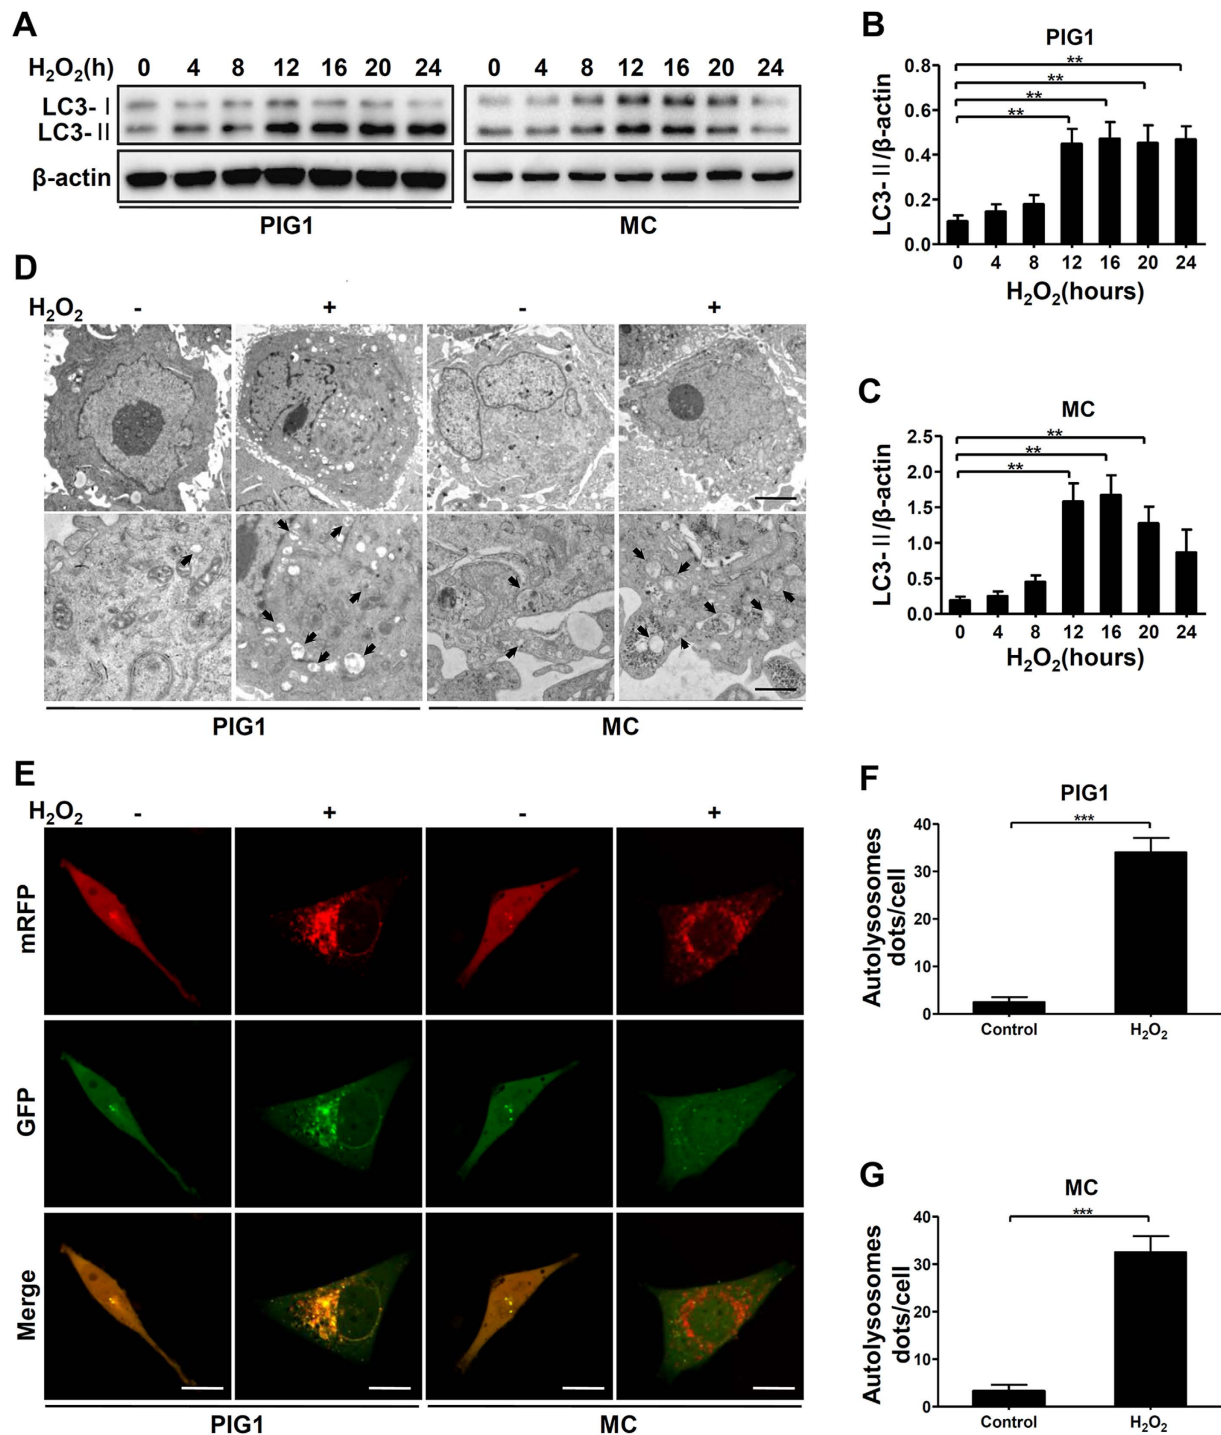 A
H₂O₂(h) 0 4 8 12 16 20 24 0 4 8 12 16 20 24
LC3-Ⅰ
LC3-Ⅱ
β-actin
PIG1 MC
B
PIG1
**
**
**
**
LC3-Ⅱ/β-actin
0.8
0.6
0.4
0.2
0.0
0 4 8 12 16 20 24
H₂O₂(hours)
C
MC
**
**
**
LC3-Ⅱ/β-actin
2.5
2.0
1.5
1.0
0.5
0.0
0 4 8 12 16 20 24
H₂O₂(hours)
D
H₂O₂ - + - +
PIG1 MC
E
H₂O₂ - + - +
mRFP
GFP
Merge
PIG1 MC
F
PIG1
***
Autolysosomes
dots/cell
40
30
20
10
0
Control H₂O₂
G
MC
***
Autolysosomes
dots/cell
40
30
20
10
0
Control H₂O₂